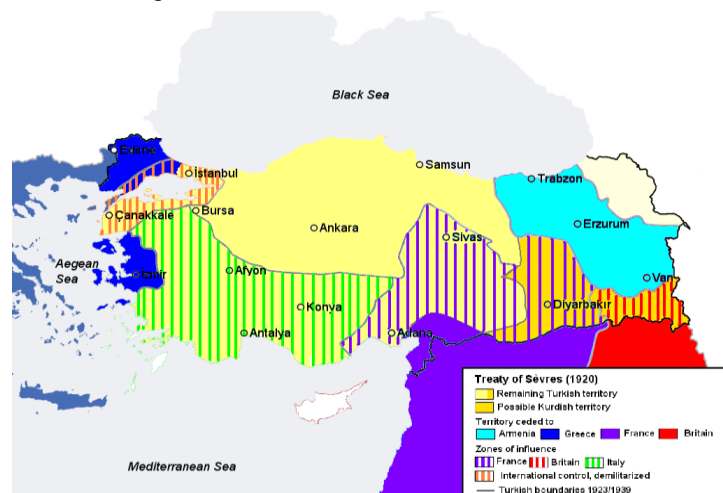 Black Sea
Edirne
İstanbul
Samsun
Trabzon
Çanakkale
Bursa
Erzurum
Ankara
Sivas
Aegean
Sea
İzmir
Afyon
Van
Konya
Diyarbakır
Antalya
Adana
Mediterranean Sea
Treaty of Sèvres (1920)
Remaining Turkish territory
Possible Kurdish territory
Territory ceded to
Armenia Greece France Britain
Zones of influence
France Britain Italy
International control, demilitarized
Turkish boundaries 1923/1939